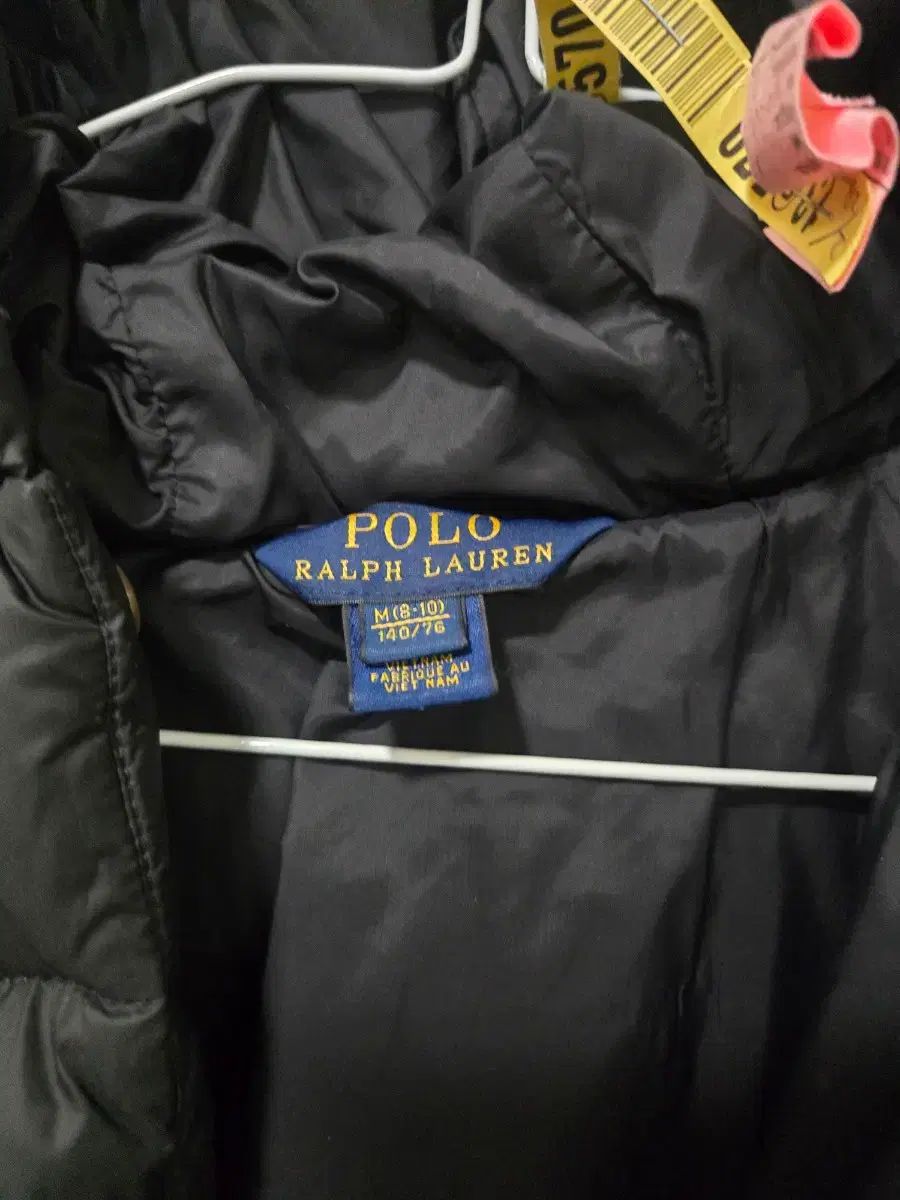 POLO
RALPH LAUREN
M(8-10)
140/76
VIETNAM
FABRIQUE AU
VIET NAM